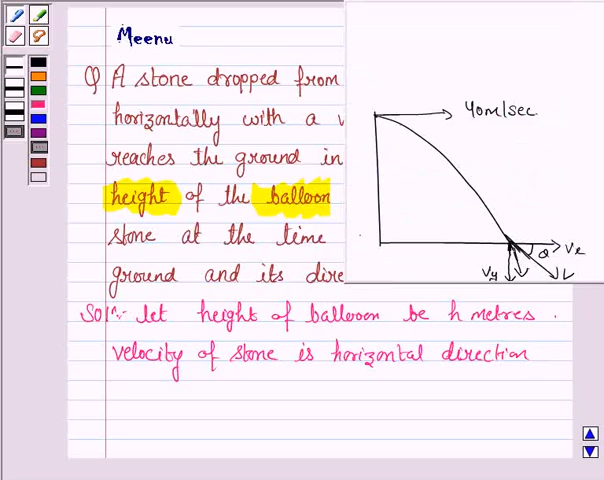 Meenu
Q A stone dropped from
horizontally with a v
reaches the ground in
height of the balloon
stone at the time
ground and its dire
Solⁿ:- let height of balloon be h metres .
velocity of stone is horizontal direction
40m/sec
Vx
θ
Vy
V